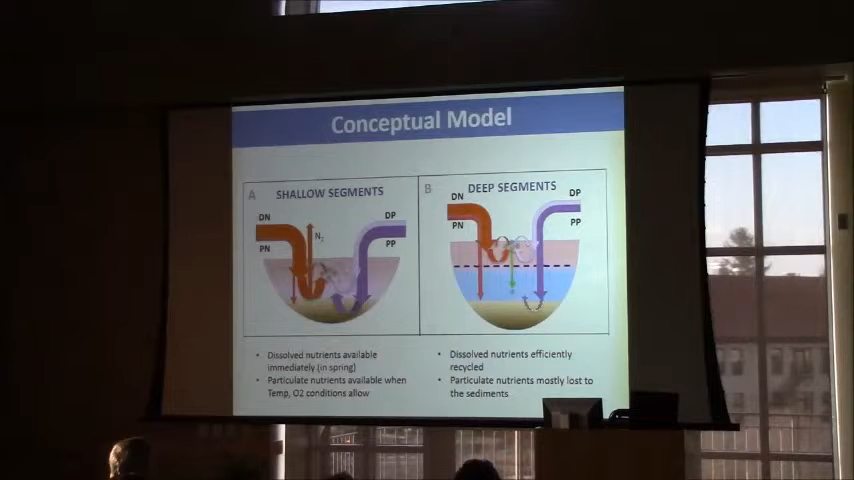 Conceptual Model
A SHALLOW SEGMENTS
DN
PN
N2
DP
PP
B DEEP SEGMENTS
DN
PN
DP
PP
• Dissolved nutrients available
immediately (in spring)
• Particulate nutrients available when
Temp, O2 conditions allow
• Dissolved nutrients efficiently
recycled
• Particulate nutrients mostly lost to
the sediments